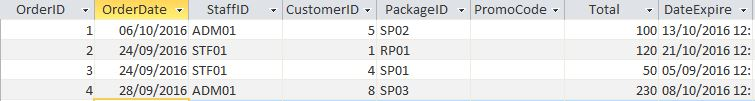 OrderID OrderDate StaffID CustomerID PackageID PromoCode Total DateExpire
1 06/10/2016 ADM01 5 SP02 100 13/10/2016 12:
2 24/09/2016 STF01 1 RP01 120 21/10/2016 12:
3 24/09/2016 STF01 4 SP01 50 05/09/2016 12:
4 28/09/2016 ADM01 8 SP03 230 08/10/2016 12: